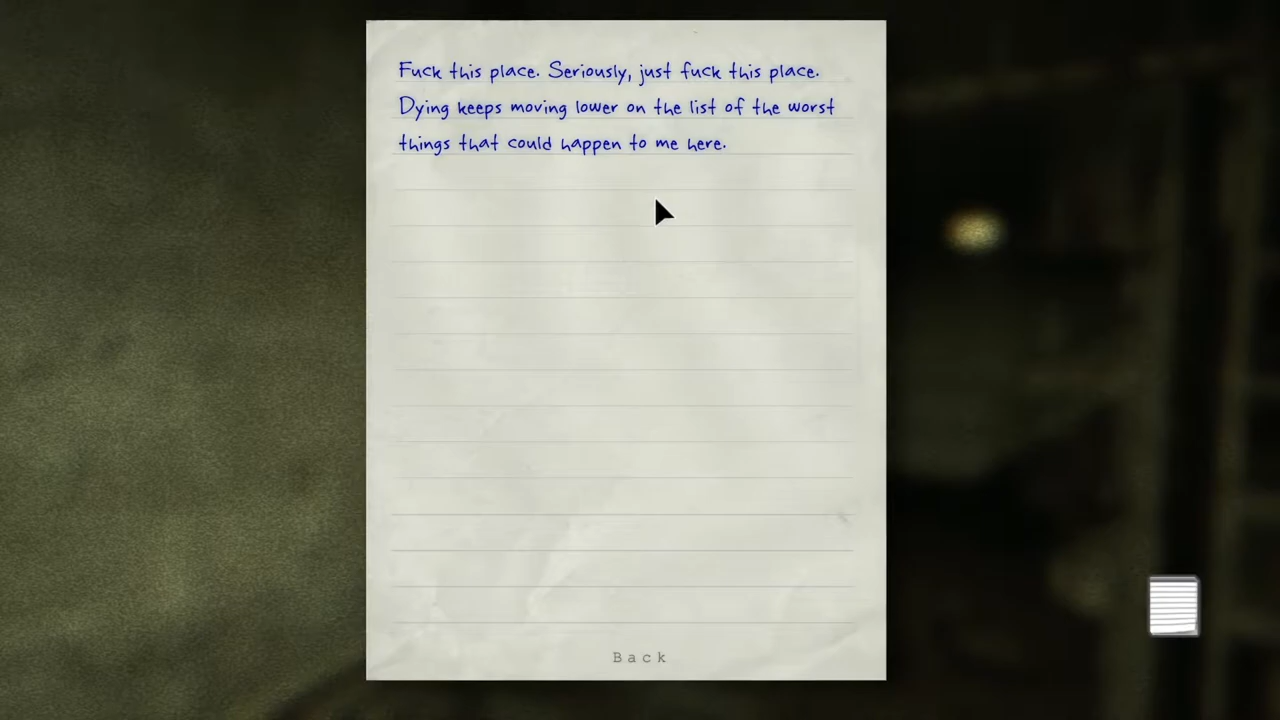 Fuck this place. Seriously, just fuck this place.
Dying keeps moving lower on the list of the worst
things that could happen to me here.
Back